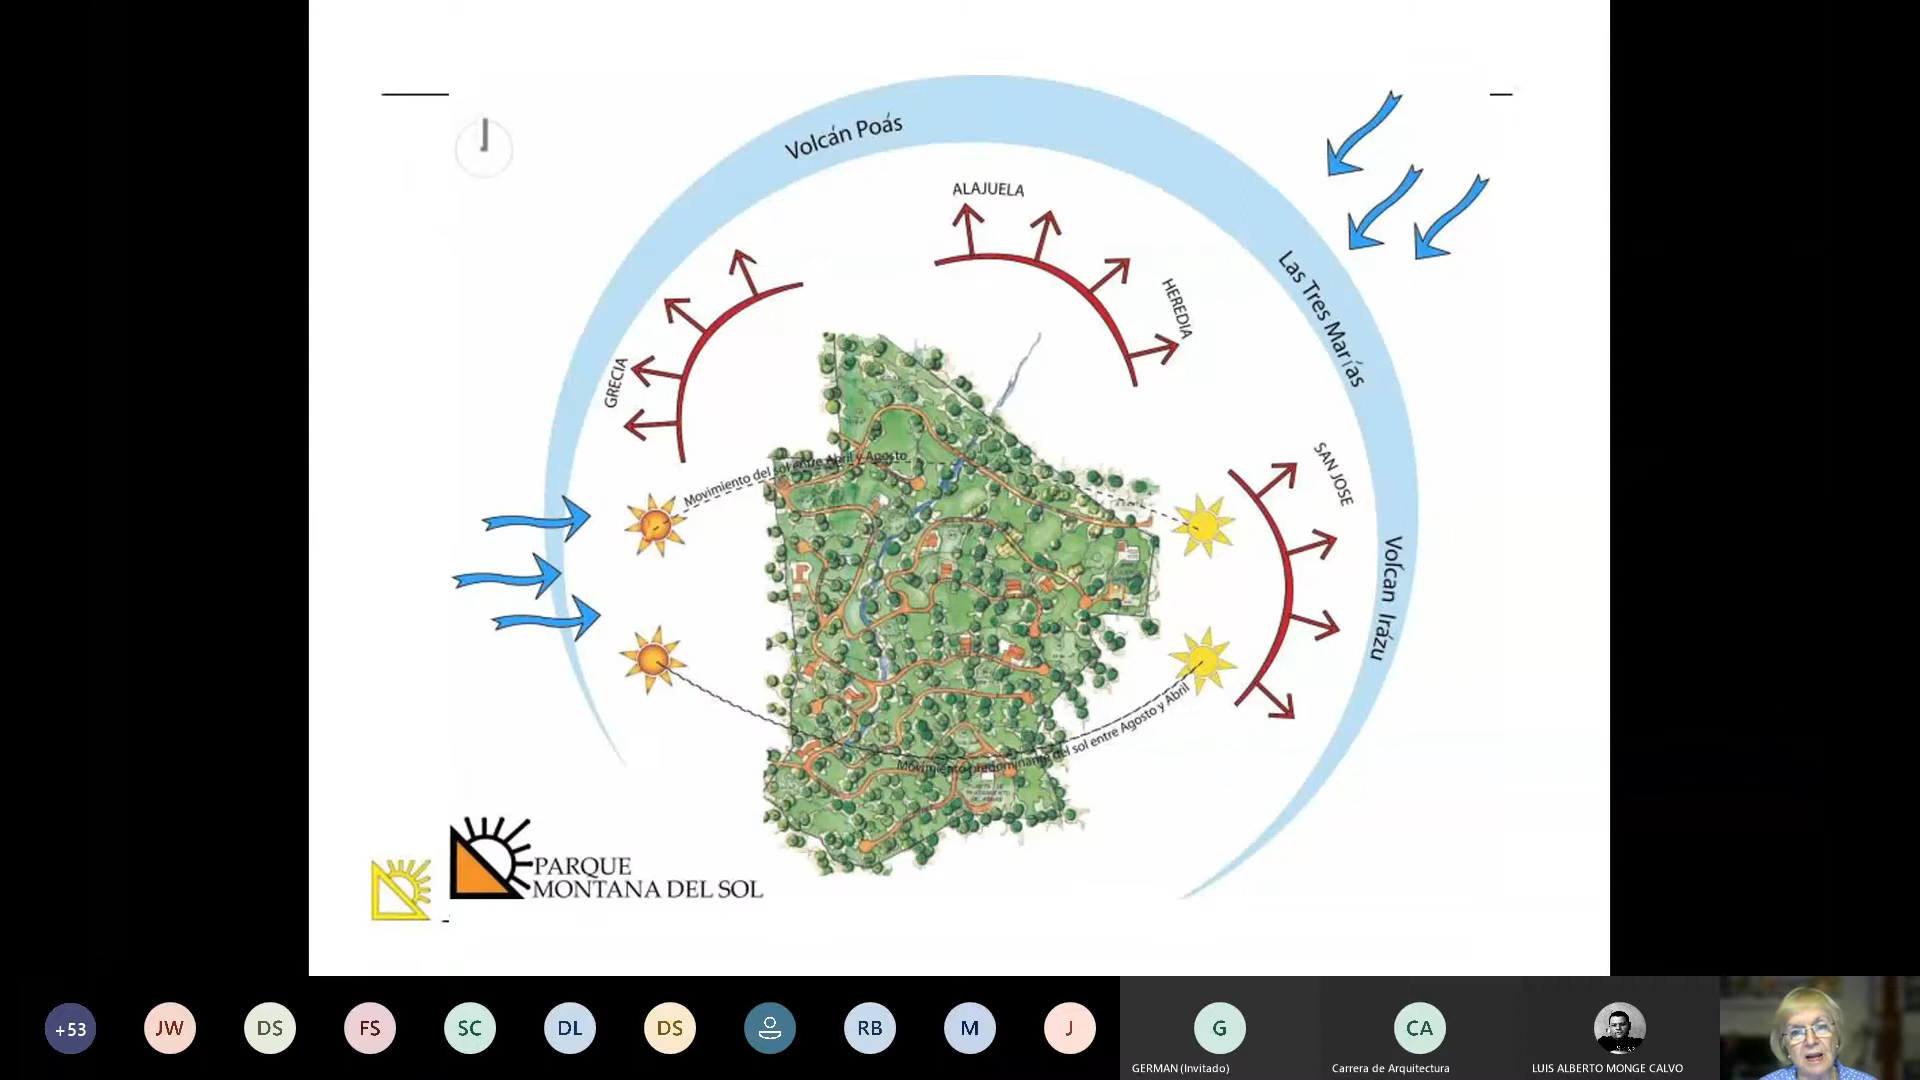 Volcán Poás
ALAJUELA
HEREDIA
Las Tres Marías
GRECIA
SAN JOSE
Movimiento del sol entre Abril y Agosto
Volcan Irázu
Movimiento predominante del sol entre Agosto y Abril
PARQUE
MONTANA DEL SOL
+53
JW
DS
FS
SC
DL
DS
RB
M
J
G
CA
GERMAN (Invitado)
Carrera de Arquitectura
LUIS ALBERTO MONGE CALVO